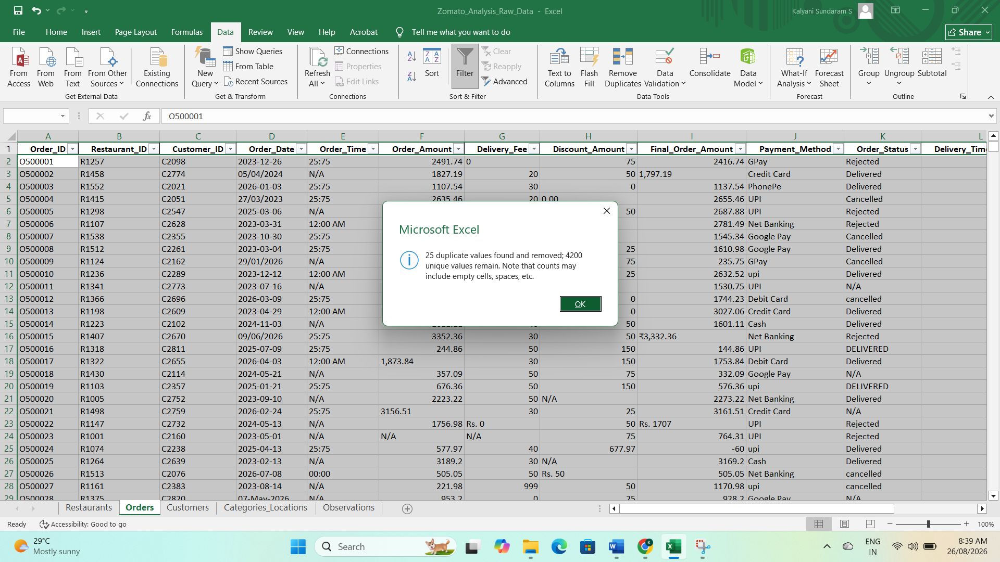 Zomato_Analysis_Raw_Data - Excel
Kalyani Sundaram S
File Home Insert Page Layout Formulas Data Review View Help Acrobat Tell me what you want to do Share
From Access
From Web
From Text
From Other Sources
Existing Connections
Get External Data
New Query
Show Queries
From Table
Recent Sources
Get & Transform
Refresh All
Connections
Properties
Edit Links
Connections
Sort
Filter
Clear
Reapply
Advanced
Sort & Filter
Text to Columns
Flash Fill
Remove Duplicates
Data Validation
Consolidate
Data Model
Data Tools
What-If Analysis
Forecast Sheet
Forecast
Group
Ungroup
Subtotal
Outline
fx O500001
A B C D E F G H I J K L
1 Order_ID Restaurant_ID Customer_ID Order_Date Order_Time Order_Amount Delivery_Fee Discount_Amount Final_Order_Amount Payment_Method Order_Status
2 O500001 R1257 C2098 2023-12-26 25:75 2491.74 0 75 2416.74 GPay Rejected
3 O500002 R1458 C2774 05/04/2024 N/A 1827.19 20 50 1,797.19 Credit Card Delivered
4 O500003 R1552 C2021 2026-01-03 25:75 1107.54 30 0 1137.54 PhonePe Delivered
5 O500004 R1415 C2051 27/03/2023 25:75 2635.46 20 0.00 2655.46 UPI Cancelled
6 O500005 R1298 C2547 2025-03-06 N/A 50 2687.88 UPI Rejected
7 O500006 R1107 C2628 2023-03-31 12:00 AM 2781.49 Net Banking Rejected
8 O500007 R1538 C2355 2023-10-30 25:75 1545.34 Google Pay Cancelled
9 O500008 R1512 C2261 2023-03-04 25:75 25 1610.98 Google Pay Delivered
10 O500009 R1124 C2162 29/01/2026 N/A 75 235.75 GPay Cancelled
11 O500010 R1236 C2289 2023-12-12 12:00 AM 25 2632.52 upi Delivered
12 O500011 R1341 C2773 2023-07-16 N/A 1530.75 UPI N/A
13 O500012 R1366 C2696 2026-03-09 25:75 0 1744.23 Debit Card cancelled
14 O500013 R1198 C2609 2023-04-29 12:00 AM 0 3027.06 Credit Card Delivered
15 O500014 R1223 C2102 2024-11-03 N/A 50 1601.11 Cash Delivered
16 O500015 R1407 C2670 09/06/2026 25:75 3352.36 30 50 ₹3,332.36 Net Banking Rejected
17 O500016 R1318 C2811 2025-07-09 25:75 244.86 50 150 144.86 UPI DELIVERED
18 O500017 R1322 C2655 2026-04-03 12:00 AM 1,873.84 30 150 1753.84 Debit Card Delivered
19 O500018 R1430 C2114 2024-05-21 N/A 357.09 50 75 332.09 Google Pay N/A
20 O500019 R1103 C2357 2025-01-21 25:75 676.36 50 150 576.36 upi DELIVERED
21 O500020 R1005 C2752 2023-09-10 N/A 2223.22 50 N/A 2273.22 Net Banking Delivered
22 O500021 R1498 C2759 2026-02-24 25:75 3156.51 30 25 3161.51 Credit Card N/A
23 O500022 R1147 C2732 2024-05-13 N/A 1756.98 Rs. 0 50 Rs. 1707 UPI Rejected
24 O500023 R1001 C2160 2023-05-01 N/A N/A N/A 75 764.31 UPI Rejected
25 O500024 R1074 C2238 2025-04-13 25:75 577.97 40 677.97 -60 upi Delivered
26 O500025 R1264 C2639 2023-02-13 N/A 3189.2 30 N/A 3169.2 Cash Delivered
27 O500026 R1513 C2076 2026-07-08 00:00 505.05 50 Rs. 50 505.05 Net Banking cancelled
28 O500027 R1161 C2383 2023-08-14 N/A 221.98 999 50 1170.98 upi cancelled
29 O500028 R1375 C2820 07-May-2026 N/A 953.2 0 25 928.2 Google Pay N/A
Microsoft Excel
25 duplicate values found and removed; 4200
unique values remain. Note that counts may
include empty cells, spaces, etc.
OK
Restaurants Orders Customers Categories_Locations Observations
Ready Accessibility: Good to go 100%
29°C
Mostly sunny
Search
ENG
IN
8:39 AM
26/08/2026